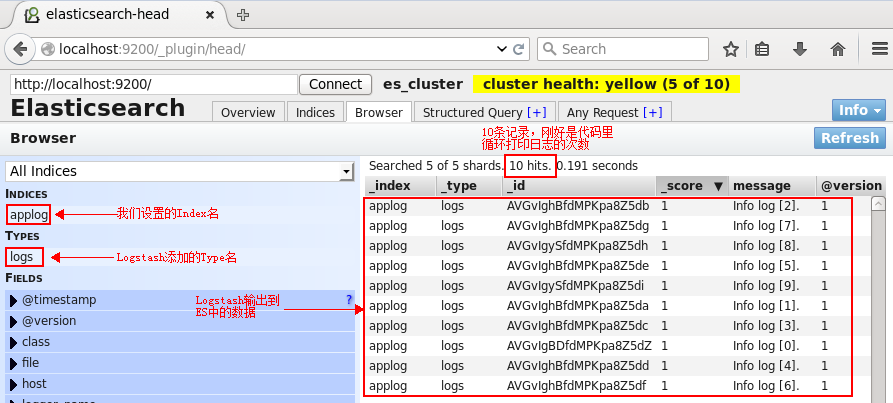 elasticsearch-head
localhost:9200/_plugin/head/
Search
http://localhost:9200/ Connect es_cluster cluster health: yellow (5 of 10)
Elasticsearch
Overview Indices Browser Structured Query [+] Any Request [+] Info
Browser
10条记录，刚好是代码里
循环打印日志的次数
Refresh
All Indices
Searched 5 of 5 shards. 10 hits. 0.191 seconds
INDICES
applog
我们设置的Index名
TYPES
logs
Logstash添加的Type名
FIELDS
@timestamp ?
@version
class
file
host
Logstash输出到
ES中的数据
_index _type _id _score ▼ message @version
applog logs AVGvIghBfdMPKpa8Z5db 1 Info log [2]. 1
applog logs AVGvIghBfdMPKpa8Z5dg 1 Info log [7]. 1
applog logs AVGvIgySfdMPKpa8Z5dh 1 Info log [8]. 1
applog logs AVGvIghBfdMPKpa8Z5de 1 Info log [5]. 1
applog logs AVGvIgySfdMPKpa8Z5di 1 Info log [9]. 1
applog logs AVGvIghBfdMPKpa8Z5da 1 Info log [1]. 1
applog logs AVGvIghBfdMPKpa8Z5dc 1 Info log [3]. 1
applog logs AVGvIgBDfdMPKpa8Z5dZ 1 Info log [0]. 1
applog logs AVGvIghBfdMPKpa8Z5dd 1 Info log [4]. 1
applog logs AVGvIghBfdMPKpa8Z5df 1 Info log [6]. 1